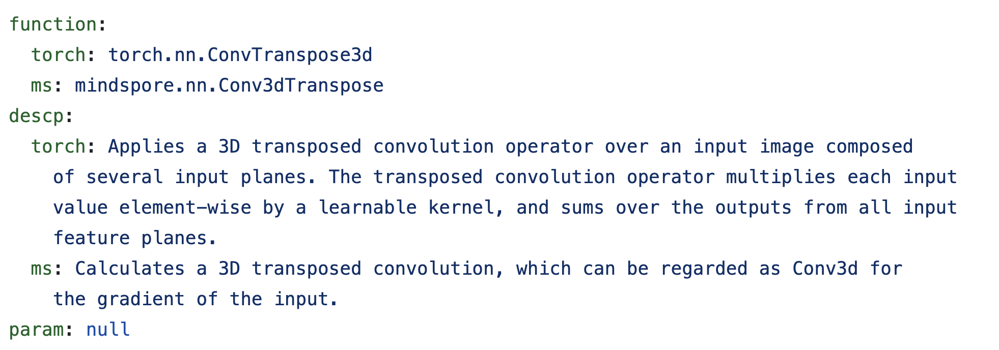 function:
  torch: torch.nn.ConvTranspose3d
  ms: mindspore.nn.Conv3dTranspose
descp:
  torch: Applies a 3D transposed convolution operator over an input image composed
    of several input planes. The transposed convolution operator multiplies each input
    value element-wise by a learnable kernel, and sums over the outputs from all input
    feature planes.
  ms: Calculates a 3D transposed convolution, which can be regarded as Conv3d for
    the gradient of the input.
param: null